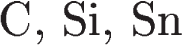 C, Si, Sn